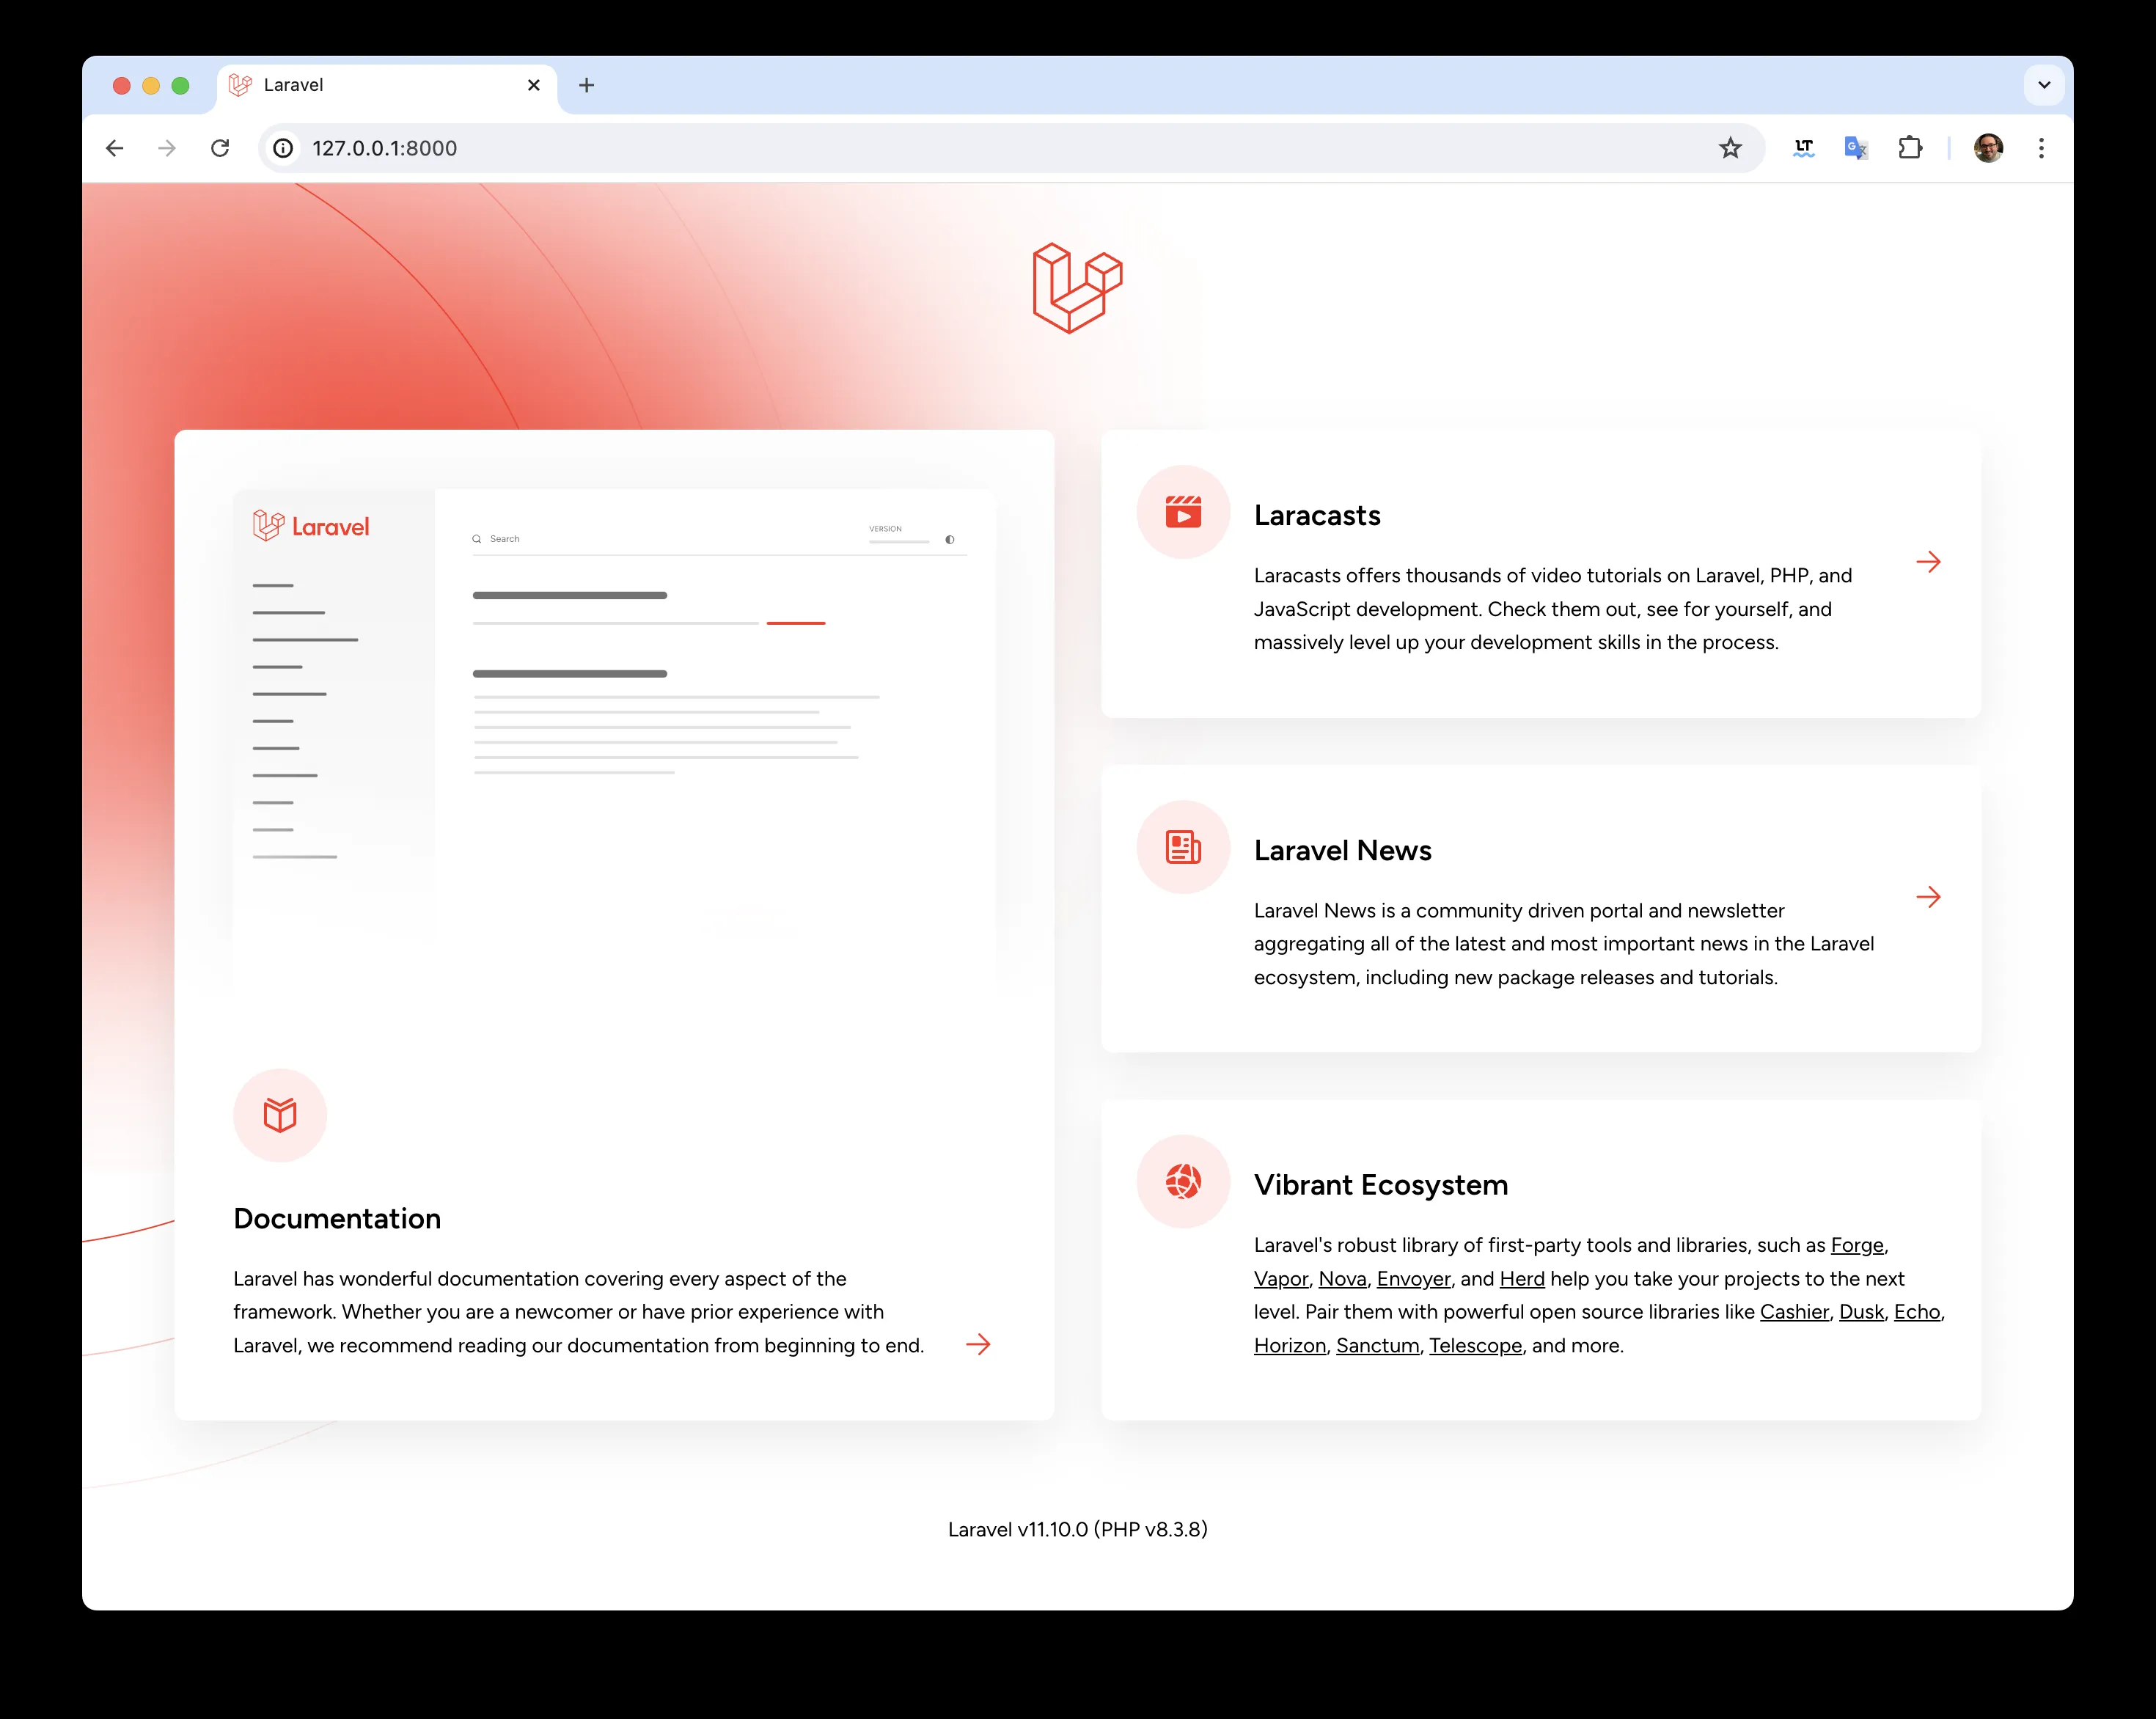 Laravel
127.0.0.1:8000
LT
G
Laravel
Search
VERSION
Documentation
Laravel has wonderful documentation covering every aspect of the
framework. Whether you are a newcomer or have prior experience with
Laravel, we recommend reading our documentation from beginning to end.
Laracasts
Laracasts offers thousands of video tutorials on Laravel, PHP, and
JavaScript development. Check them out, see for yourself, and
massively level up your development skills in the process.
Laravel News
Laravel News is a community driven portal and newsletter
aggregating all of the latest and most important news in the Laravel
ecosystem, including new package releases and tutorials.
Vibrant Ecosystem
Laravel's robust library of first-party tools and libraries, such as Forge,
Vapor, Nova, Envoyer, and Herd help you take your projects to the next
level. Pair them with powerful open source libraries like Cashier, Dusk, Echo,
Horizon, Sanctum, Telescope, and more.
Laravel v11.10.0 (PHP v8.3.8)